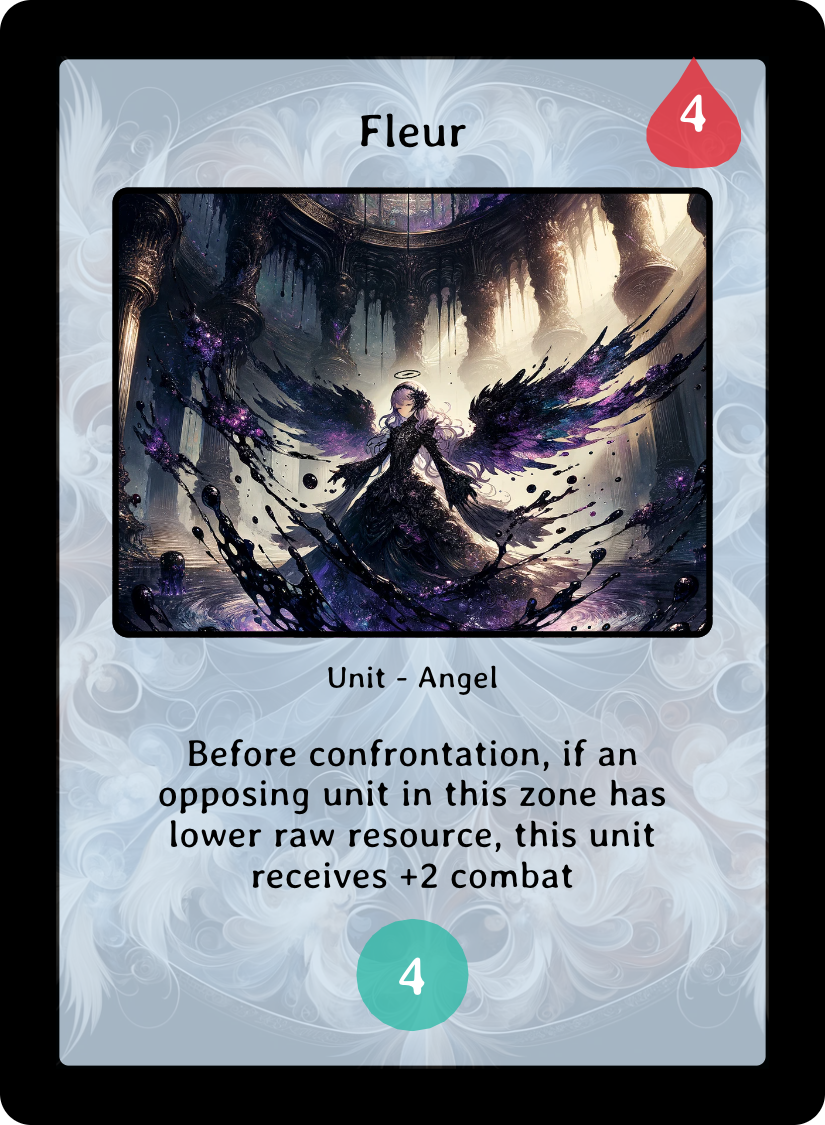 Fleur
4
Unit - Angel
Before confrontation, if an
opposing unit in this zone has
lower raw resource, this unit
receives +2 combat
4